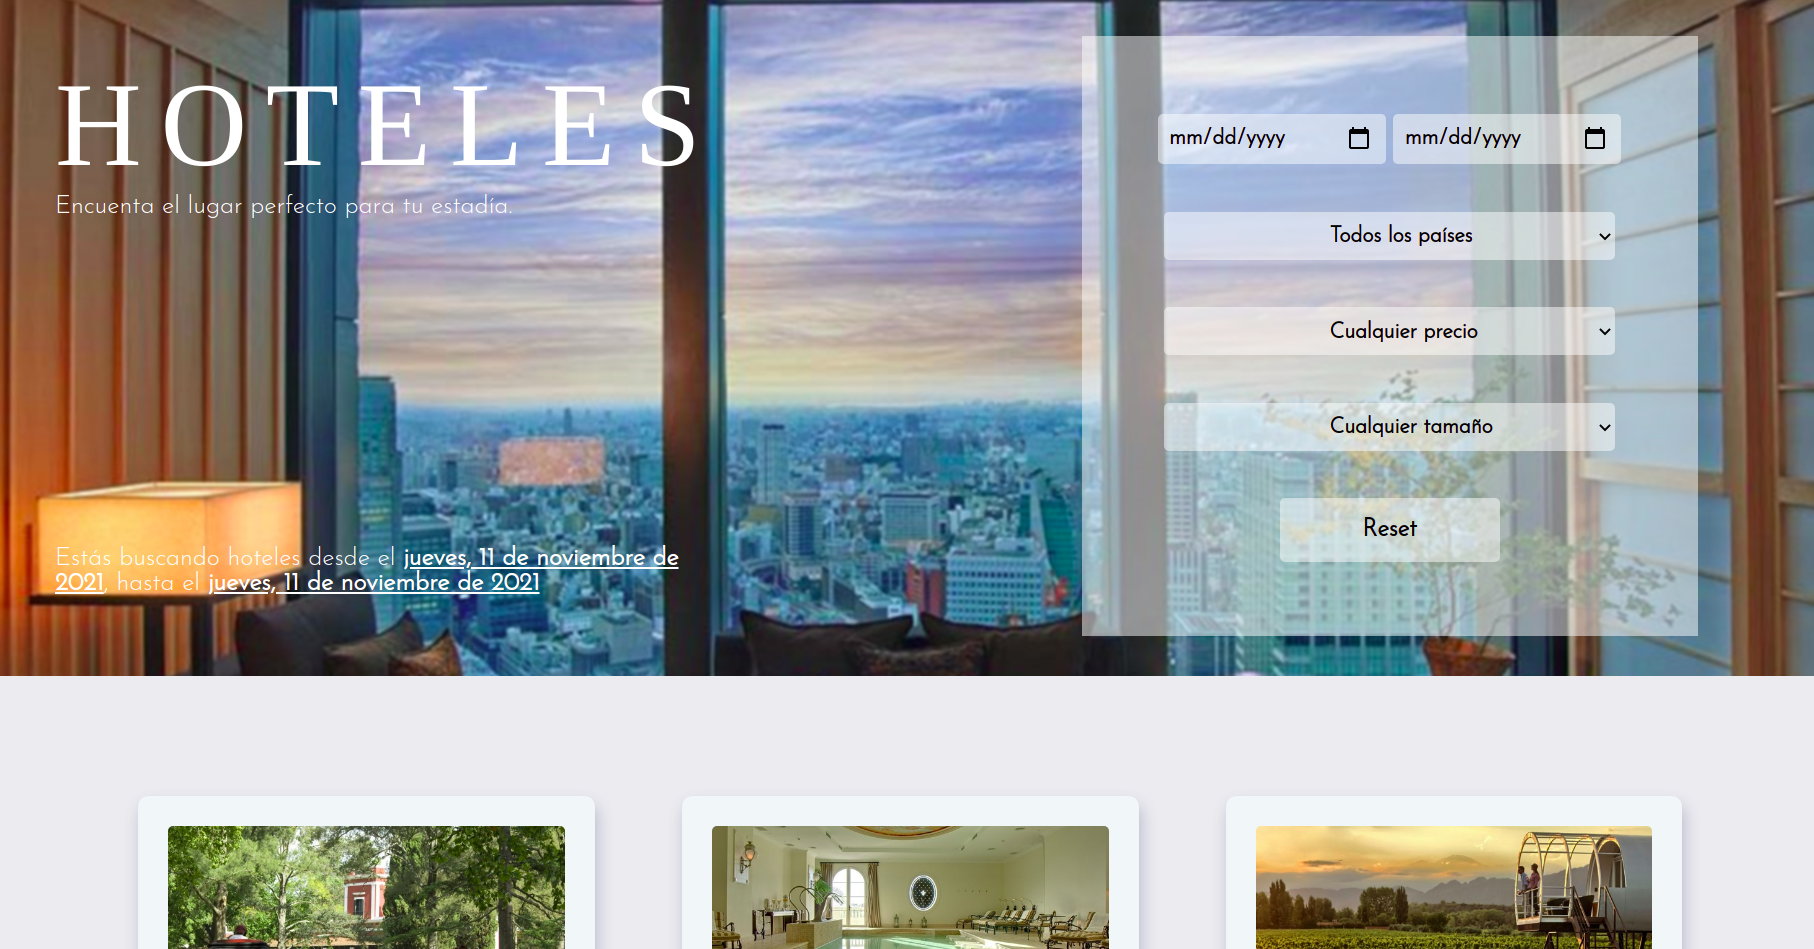 HOTELES
Encuenta el lugar perfecto para tu estadía.
Estás buscando hoteles desde el jueves, 11 de noviembre de
2021, hasta el jueves, 11 de noviembre de 2021
mm/dd/yyyy mm/dd/yyyy
Todos los países
Cualquier precio
Cualquier tamaño
Reset